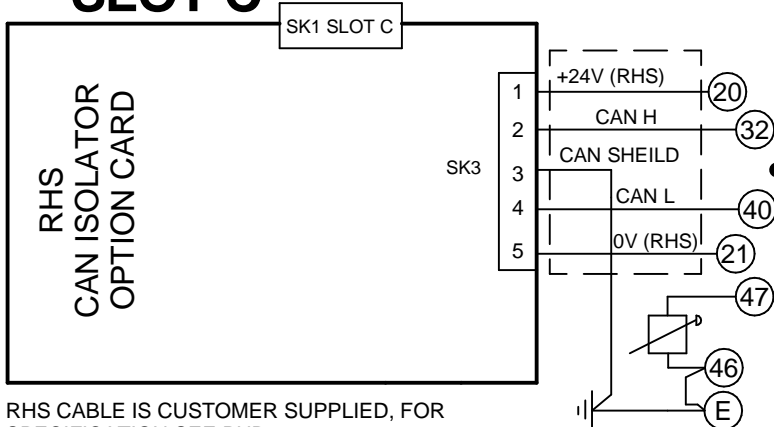 SLOT C
SK1 SLOT C
RHS
CAN ISOLATOR
OPTION CARD
SK3
1
2
3
4
5
+24V (RHS)
CAN H
CAN SHEILD
CAN L
0V (RHS)
20
32
40
21
47
46
E
RHS CABLE IS CUSTOMER SUPPLIED, FOR